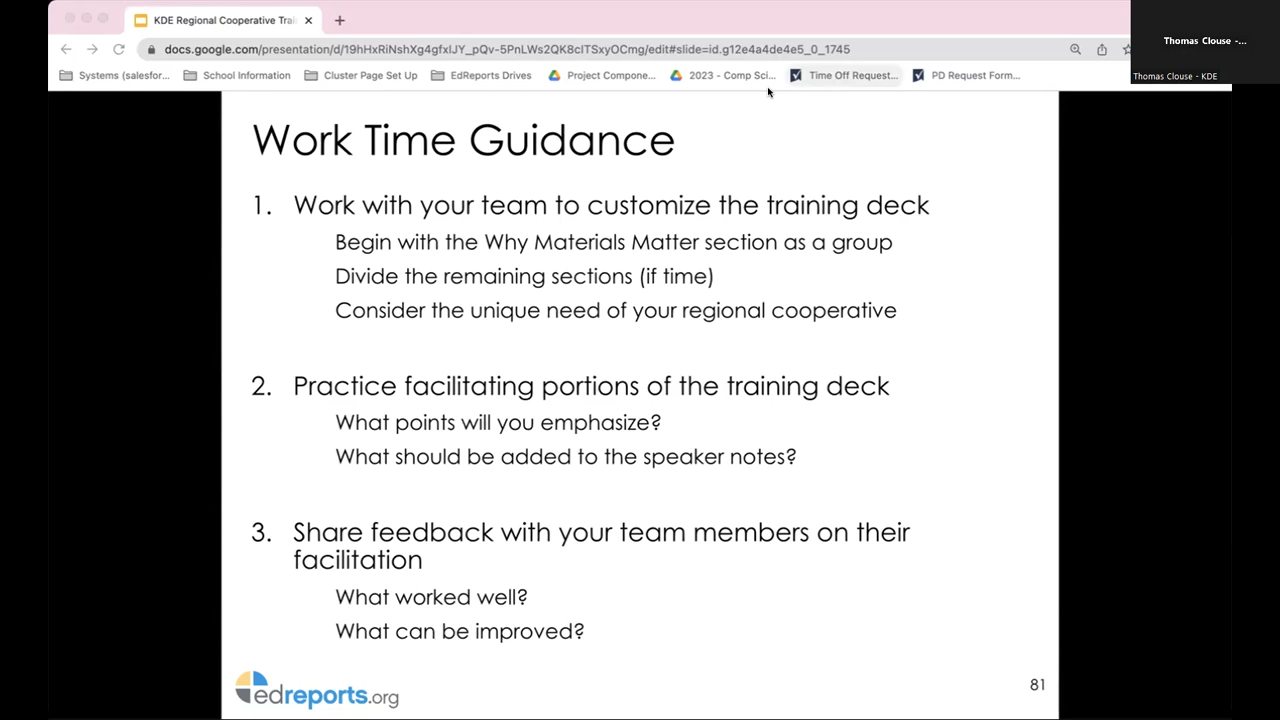 KDE Regional Cooperative Trai
docs.google.com/presentation/d/19hHxRiNshXg4gfxlJY_pQv-5PnLWs2QK8clTSxyOCmg/edit#slide=id.g12e4a4de4e5_0_1745
Systems (salesfor... School Information Cluster Page Set Up EdReports Drives Project Compone... 2023 - Comp Sci... Time Off Request... PD Request Form...
Thomas Clouse -...
Thomas Clouse - KDE
Work Time Guidance
1. Work with your team to customize the training deck
Begin with the Why Materials Matter section as a group
Divide the remaining sections (if time)
Consider the unique need of your regional cooperative
2. Practice facilitating portions of the training deck
What points will you emphasize?
What should be added to the speaker notes?
3. Share feedback with your team members on their
facilitation
What worked well?
What can be improved?
edreports.org
81